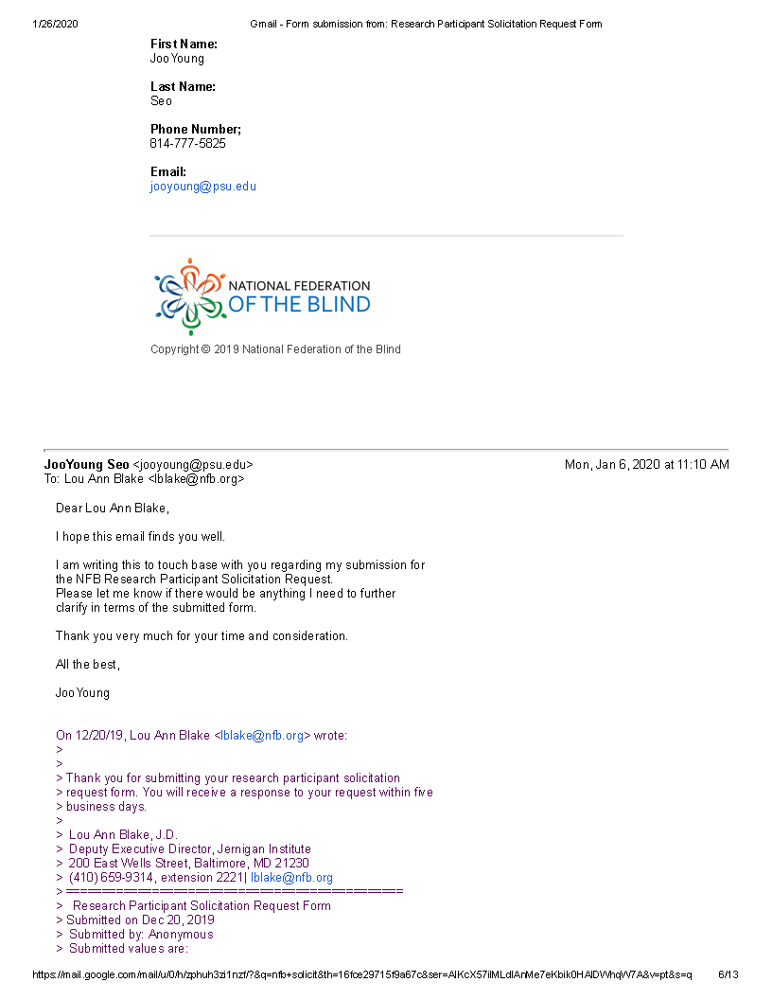 1/26/2020
Gmail - Form submission from: Research Participant Solicitation Request Form
First Name:
JooYoung
Last Name:
Seo
Phone Number;
814-777-5825
Email:
jooyoung@psu.edu
NATIONAL FEDERATION
OF THE BLIND
Copyright © 2019 National Federation of the Blind
JooYoung Seo <jooyoung@psu.edu>
Mon, Jan 6, 2020 at 11:10 AM
To: Lou Ann Blake <lblake@nfb.org>
Dear Lou Ann Blake,
I hope this email finds you well.
I am writing this to touch base with you regarding my submission for
the NFB Research Participant Solicitation Request.
Please let me know if there would be anything I need to further
clarify in terms of the submitted form.
Thank you very much for your time and consideration.
All the best,
JooYoung
On 12/20/19, Lou Ann Blake <lblake@nfb.org> wrote:
>
>
> Thank you for submitting your research participant solicitation
> request form. You will receive a response to your request within five
> business days.
>
> Lou Ann Blake, J.D.
> Deputy Executive Director, Jernigan Institute
> 200 East Wells Street, Baltimore, MD 21230
> (410) 659-9314, extension 2221| lblake@nfb.org
> ===============================================
> Research Participant Solicitation Request Form
> Submitted on Dec 20, 2019
> Submitted by: Anonymous
> Submitted values are:
https://mail.google.com/mail/u/0/h/zphuh3zi1nzf/?&q=nfb+solicit&th=16fce29715f9a67c&ser=AIKcX57iIMLdIAnMe7eKbik0HAIDWhqW7A&v=pt&s=q
6/13